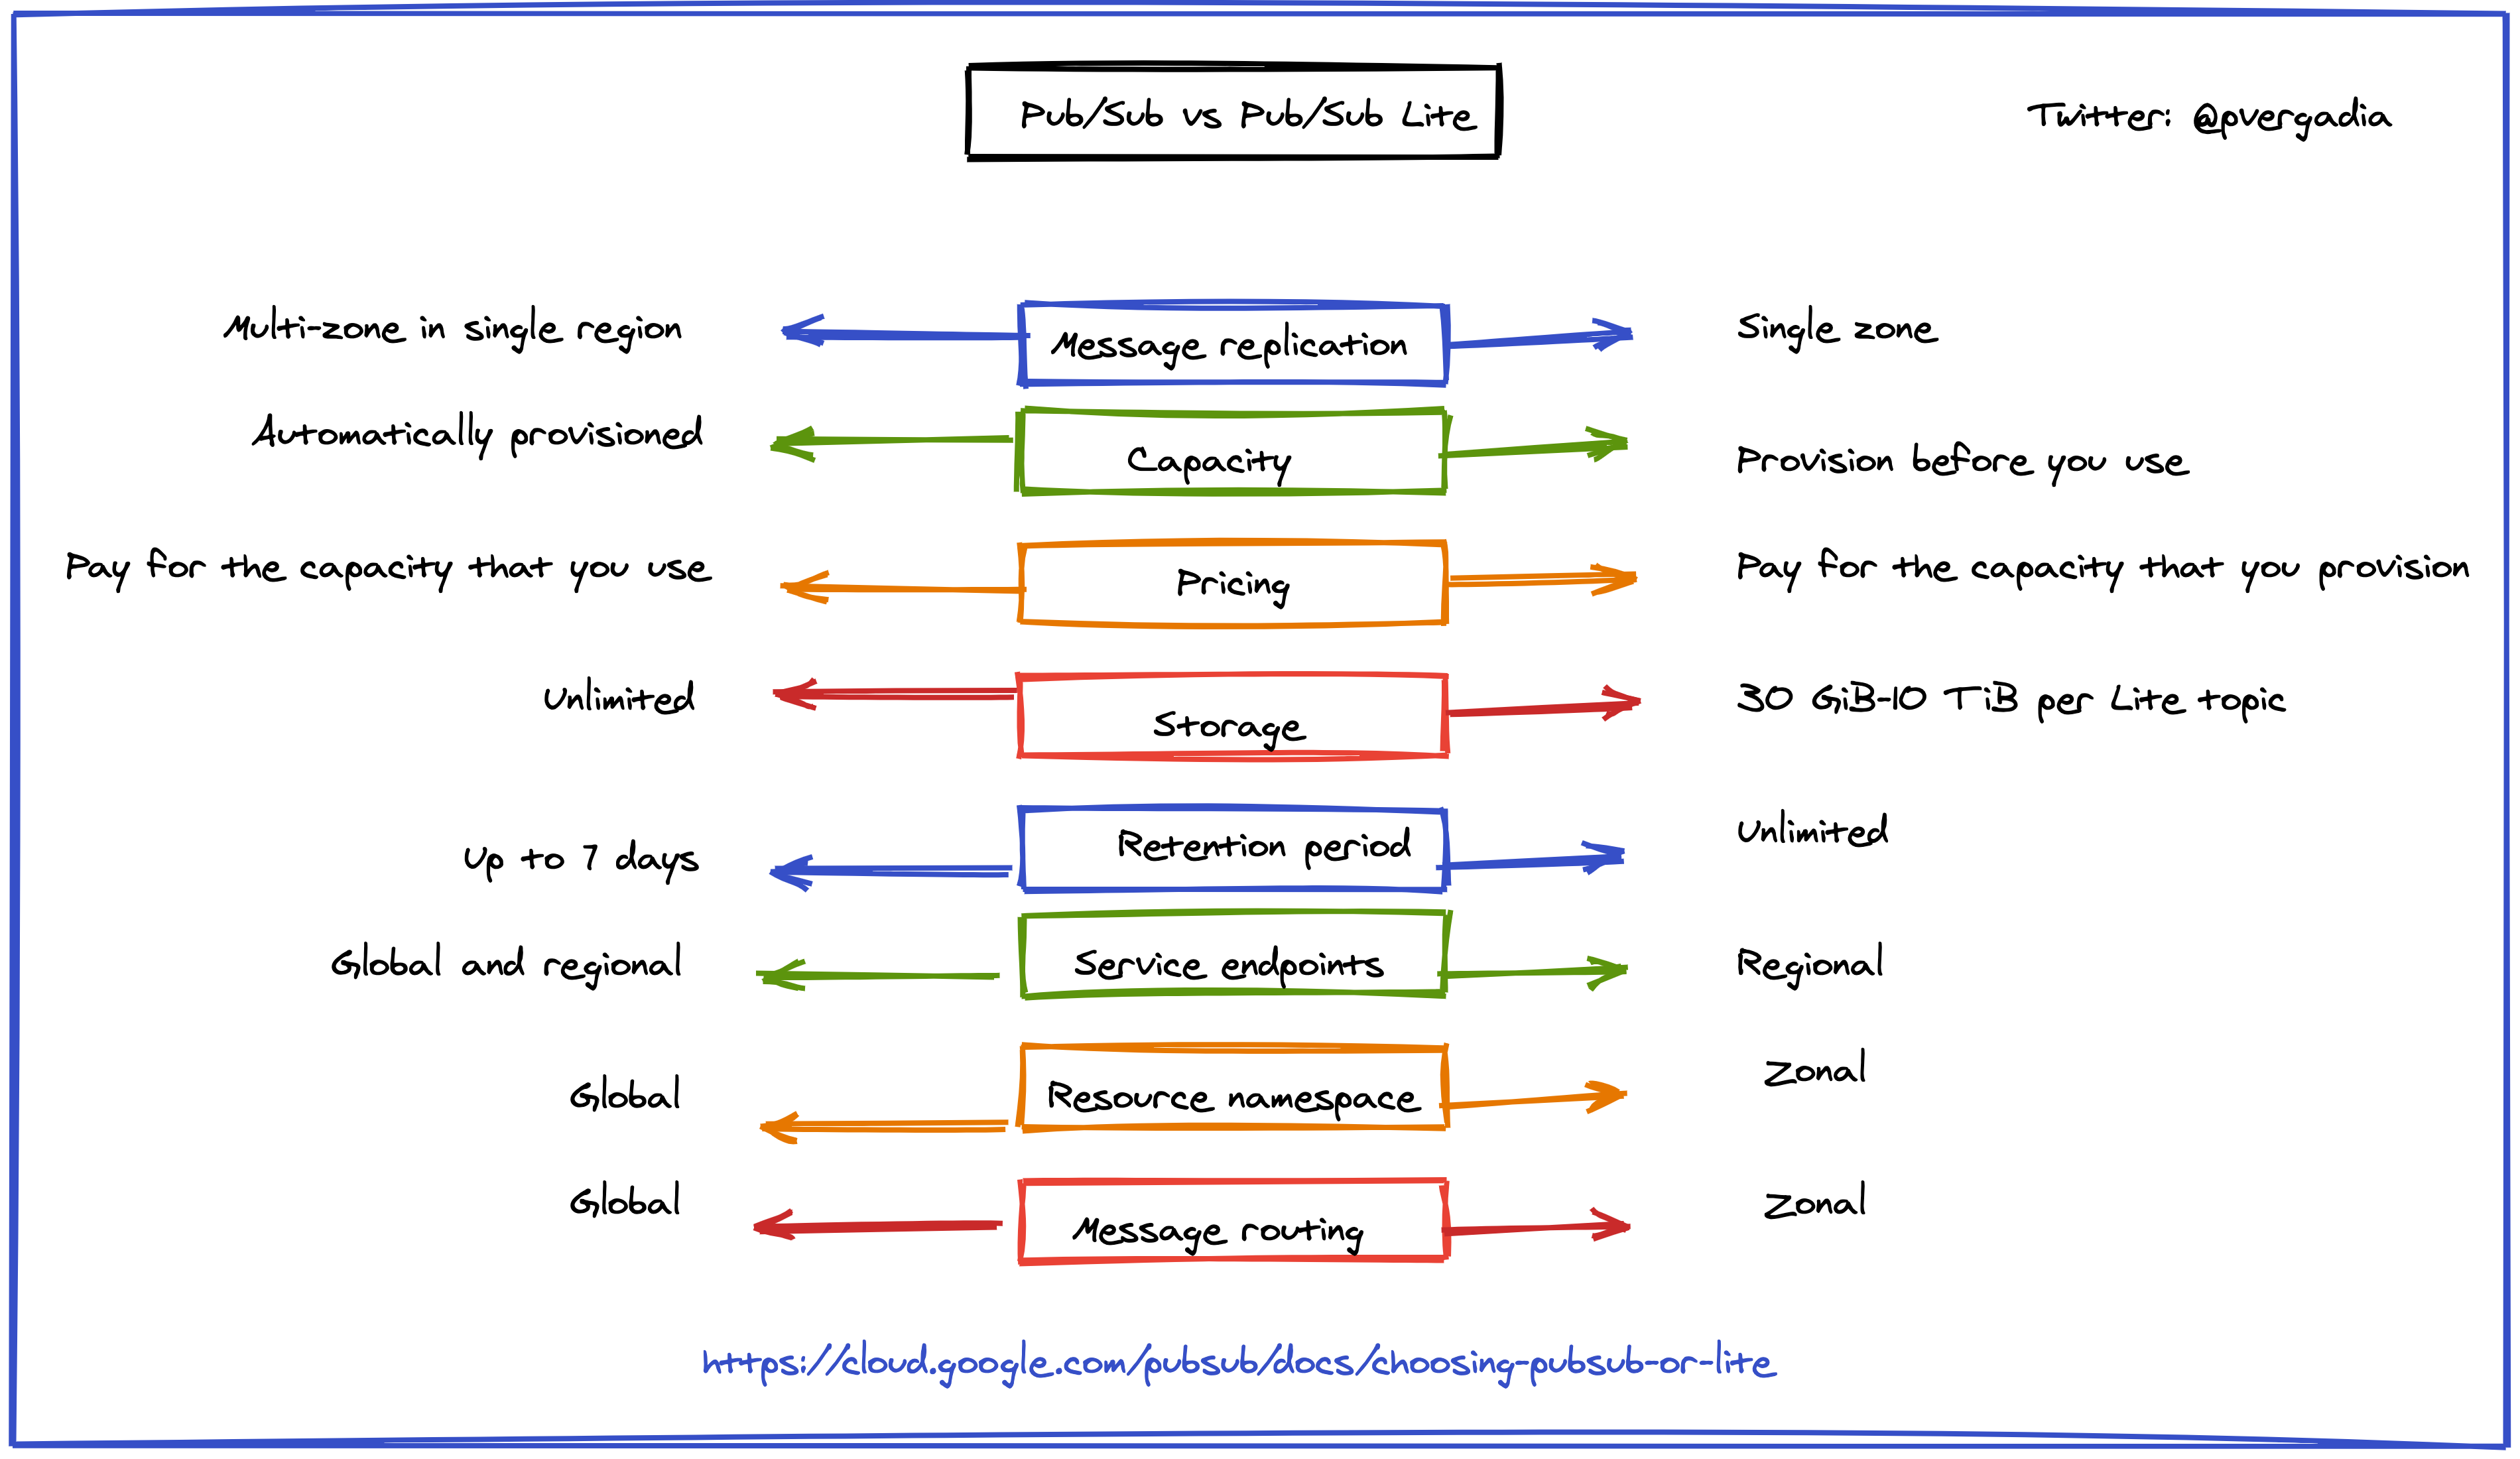 Pub/Sub vs Pub/Sub Lite
Twitter: @pvergadia
Multi-zone in single region
Message replication
Single zone
Automatically provisioned
Capacity
Provision before you use
Pay for the capacity that you use
Pricing
Pay for the capacity that you provision
Unlimited
Storage
30 GiB-10 TiB per Lite topic
Up to 7 days
Retention period
Unlimited
Global and regional
Service endpoints
Regional
Global
Resource namespace
Zonal
Global
Message routing
Zonal
https://cloud.google.com/pubsub/docs/choosing-pubsub-or-lite